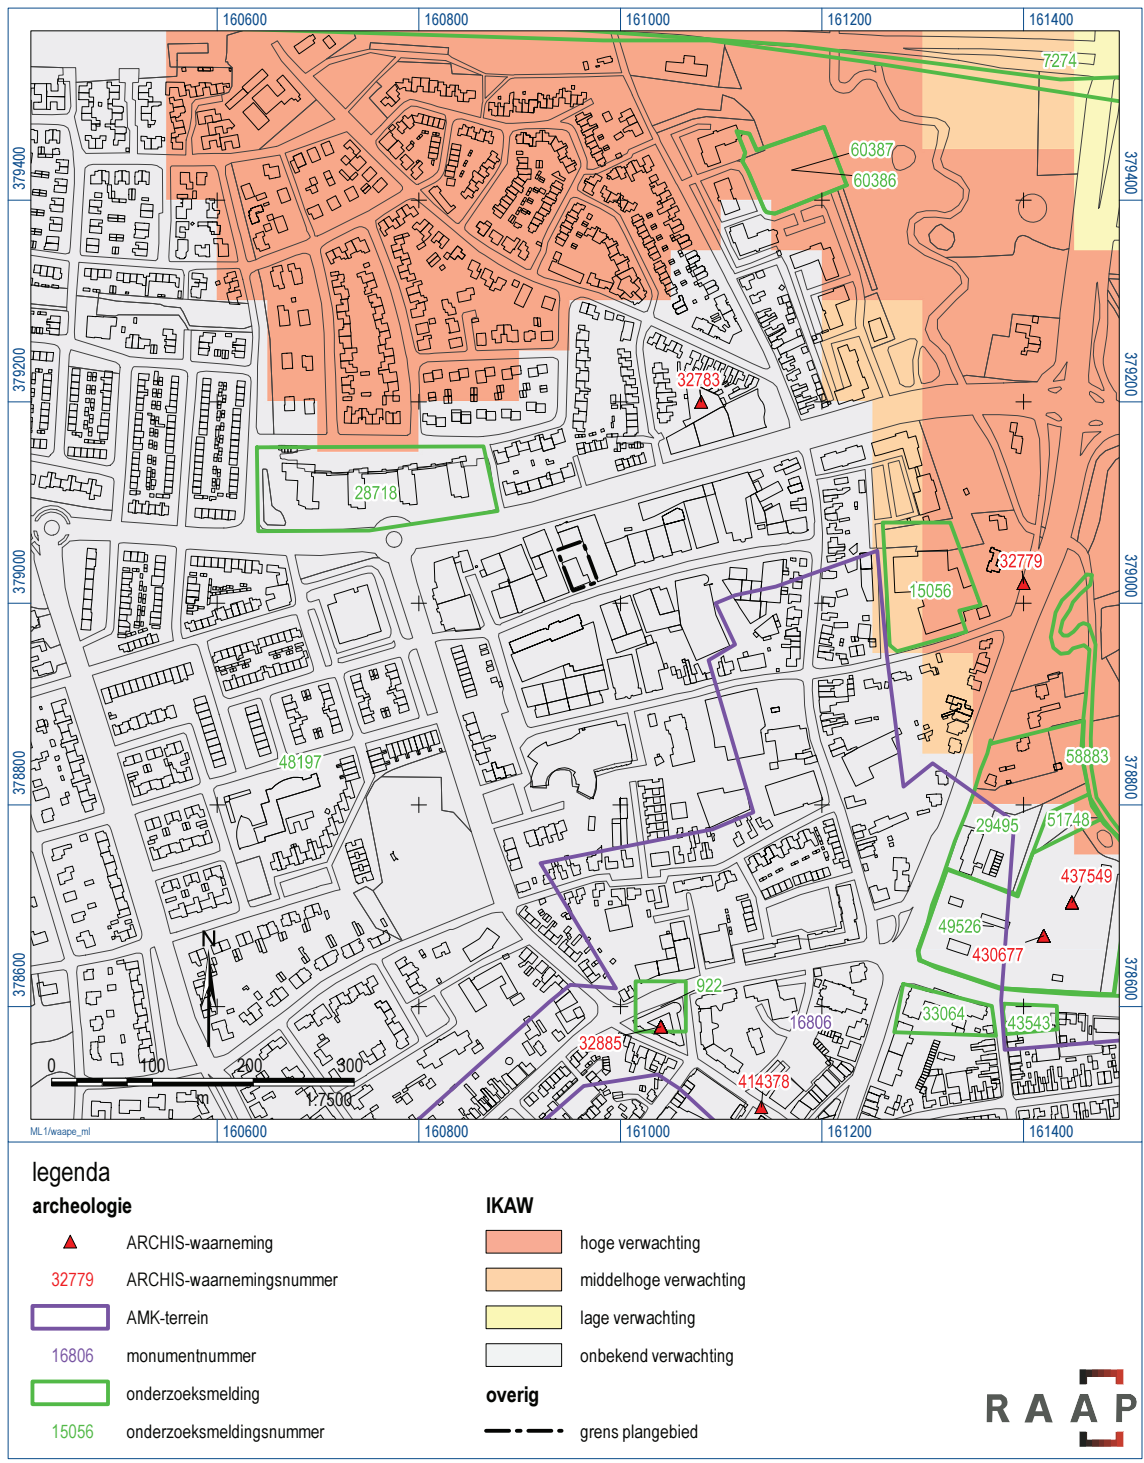 160600 160800 161000 161200 161400
7274
379400 60387 379400
60386
379200 32783 379200
28718
379000 32779 379000
15056
48197 58883
378800 378800
29495 51748
437549
49526
430677
N
378600 922 378600
33064 16806
43543
32885
0 100 200 300
414378
m 1:7500
ML1/waape_ml
160600 160800 161000 161200 161400
legenda
archeologie IKAW
ARCHIS-waarneming hoge verwachting
32779 ARCHIS-waarnemingsnummer middelhoge verwachting
AMK-terrein lage verwachting
16806 monumentnummer onbekend verwachting
onderzoeksmelding overig
15056 onderzoeksmeldingsnummer grens plangebied
RAAP